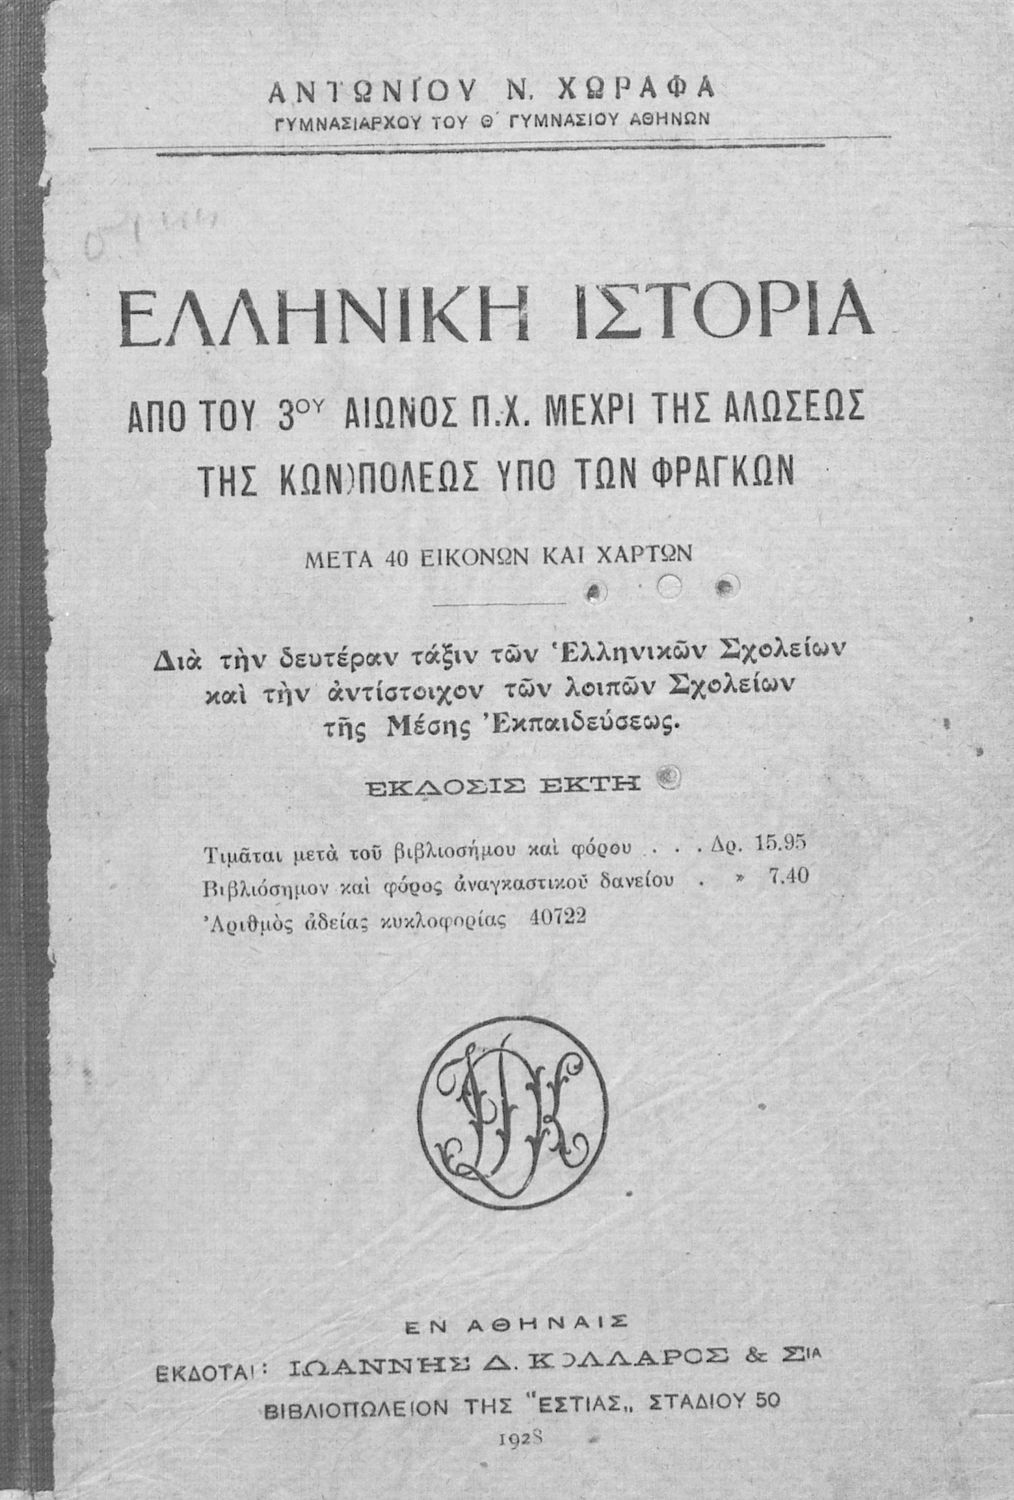 ΑΝΤΩΝΙΟΥ Ν. ΧΩΡΑΦΑ
ΓΥΜΝΑΣΙΑΡΧΟΥ ΤΟΥ Θ΄ ΓΥΜΝΑΣΙΟΥ ΑΘΗΝΩΝ
ΕΛΛΗΝΙΚΗ ΙΣΤΟΡΙΑ
ΑΠΟ ΤΟΥ 3ΟΥ ΑΙΩΝΟΣ Π.Χ. ΜΕΧΡΙ ΤΗΣ ΑΛΩΣΕΩΣ
ΤΗΣ ΚΩΝ)ΠΟΛΕΩΣ ΥΠΟ ΤΩΝ ΦΡΑΓΚΩΝ
ΜΕΤΑ 40 ΕΙΚΟΝΩΝ ΚΑΙ ΧΑΡΤΩΝ
Διὰ τὴν δευτέραν τάξιν τῶν Ἑλληνικῶν Σχολείων
καὶ τὴν ἀντίστοιχον τῶν λοιπῶν Σχολείων
τῆς Μέσης Ἐκπαιδεύσεως.
ΕΚΔΟΣΙΣ ΕΚΤΗ
Τιμᾶται μετὰ τοῦ βιβλιοσήμου καὶ φόρου . . . Δρ. 15.95
Βιβλιόσημον καὶ φόρος ἀναγκαστικοῦ δανείου . » 7.40
Ἀριθμὸς ἀδείας κυκλοφορίας 40722
ΙΔΚ
ΕΝ ΑΘΗΝΑΙΣ
ΕΚΔΟΤΑΙ: ΙΩΑΝΝΗΣ Δ. ΚΟΛΛΑΡΟΣ & ΣΙΑ
ΒΙΒΛΙΟΠΩΛΕΙΟΝ ΤΗΣ "ΕΣΤΙΑΣ„ ΣΤΑΔΙΟΥ 50
1928